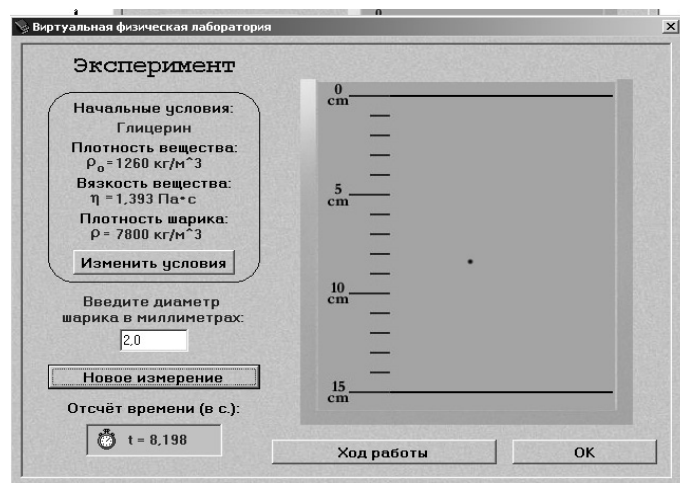 Виртуальная физическая лаборатория
Эксперимент
Начальные условия:
Глицерин
Плотность вещества:
ρ₀=1260 кг/м^3
Вязкость вещества:
η =1,393 Па•с
Плотность шарика:
ρ = 7800 кг/м^3
Изменить условия
Введите диаметр
шарика в миллиметрах:
2,0
Новое измерение
Отсчёт времени (в с.):
t = 8,198
0
cm
5
cm
10
cm
15
cm
Ход работы
OK